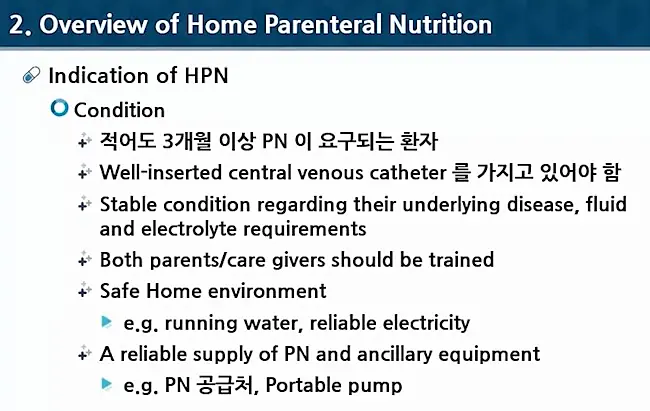 2. Overview of Home Parenteral Nutrition
Indication of HPN
Condition
적어도 3개월 이상 PN 이 요구되는 환자
Well-inserted central venous catheter 를 가지고 있어야 함
Stable condition regarding their underlying disease, fluid
and electrolyte requirements
Both parents/care givers should be trained
Safe Home environment
e.g. running water, reliable electricity
A reliable supply of PN and ancillary equipment
e.g. PN 공급처, Portable pump